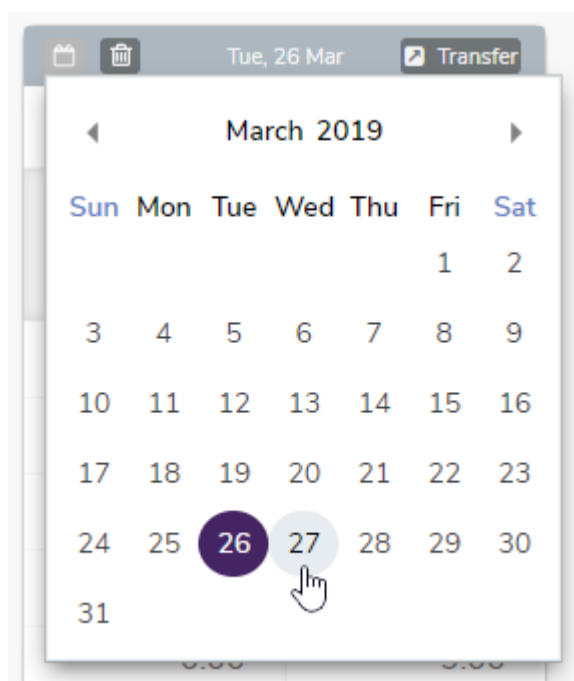 Tue, 26 Mar Transfer
March 2019
Sun Mon Tue Wed Thu Fri Sat
1 2
3 4 5 6 7 8 9
10 11 12 13 14 15 16
17 18 19 20 21 22 23
24 25 26 27 28 29 30
31